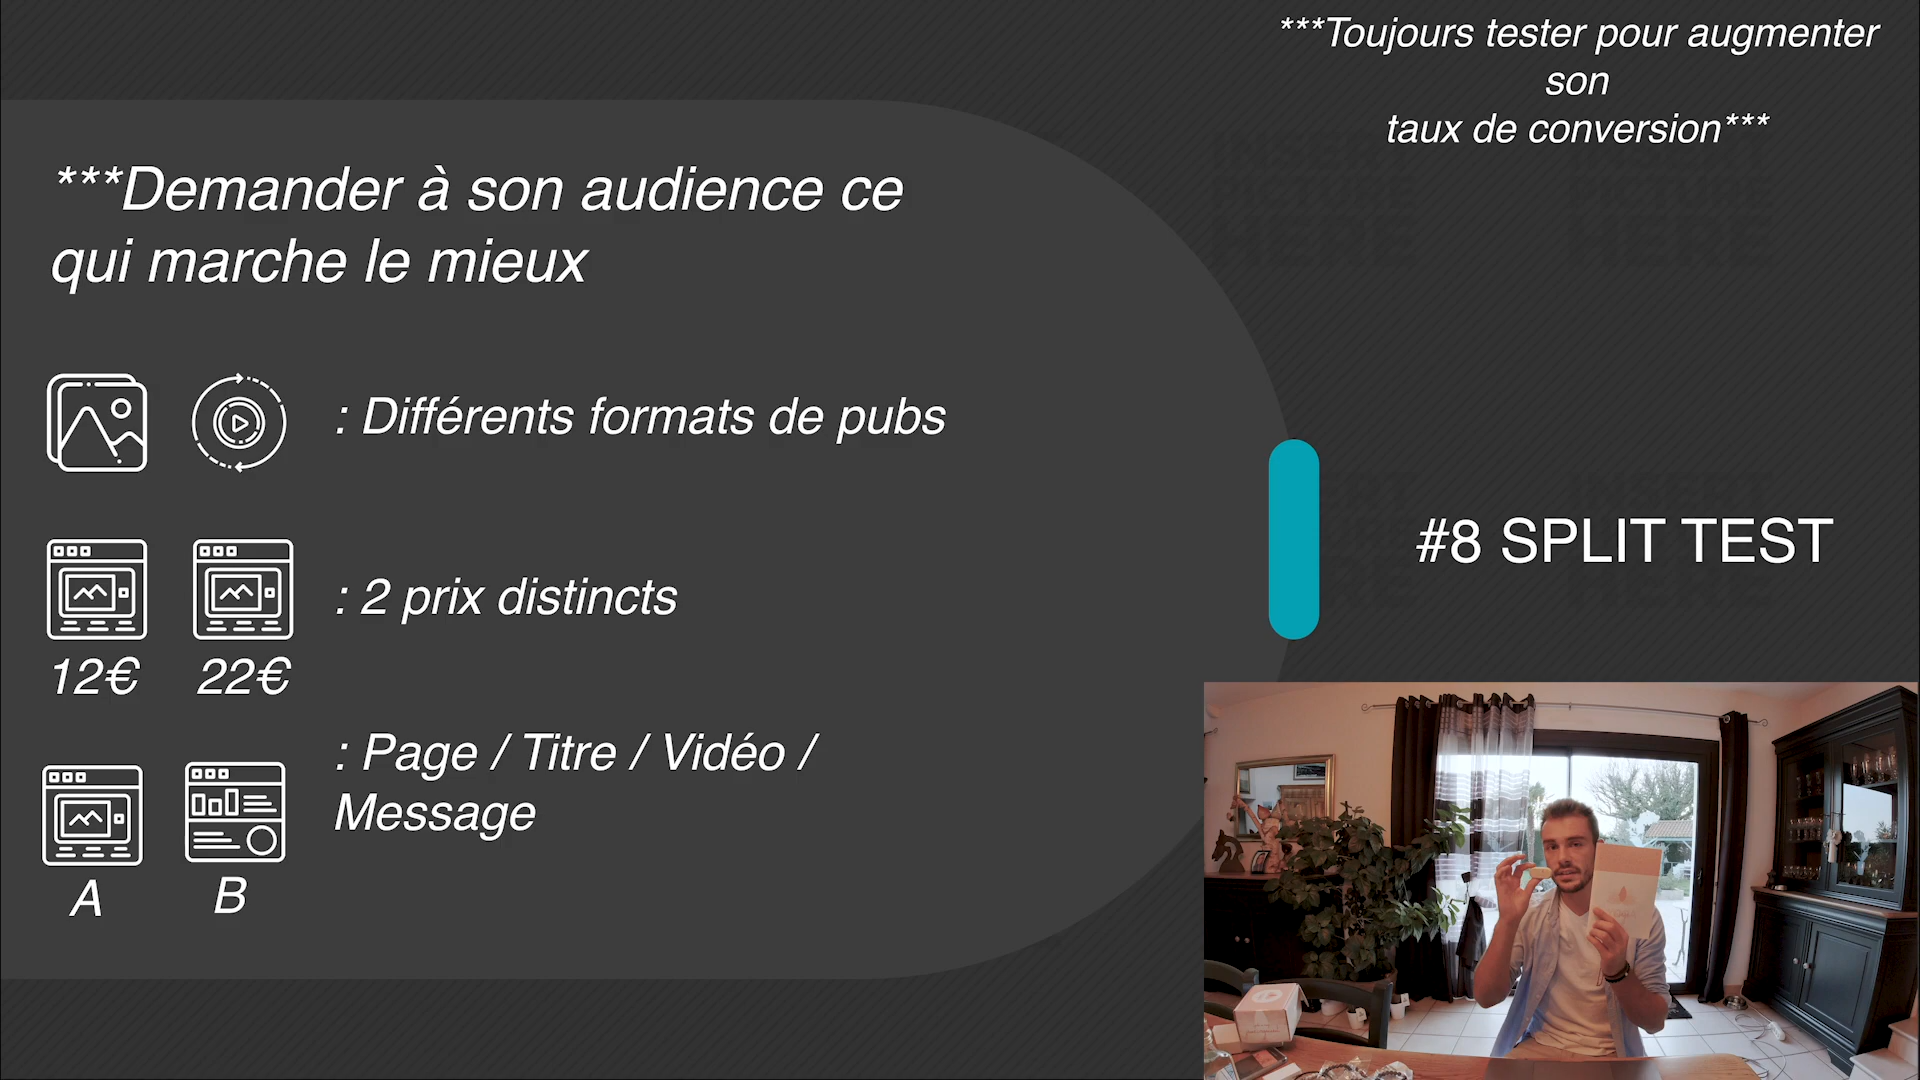 ***Toujours tester pour augmenter
son
taux de conversion***
***Demander à son audience ce
qui marche le mieux
: Différents formats de pubs
: 2 prix distincts
12€ 22€
: Page / Titre / Vidéo /
Message
A B
#8 SPLIT TEST